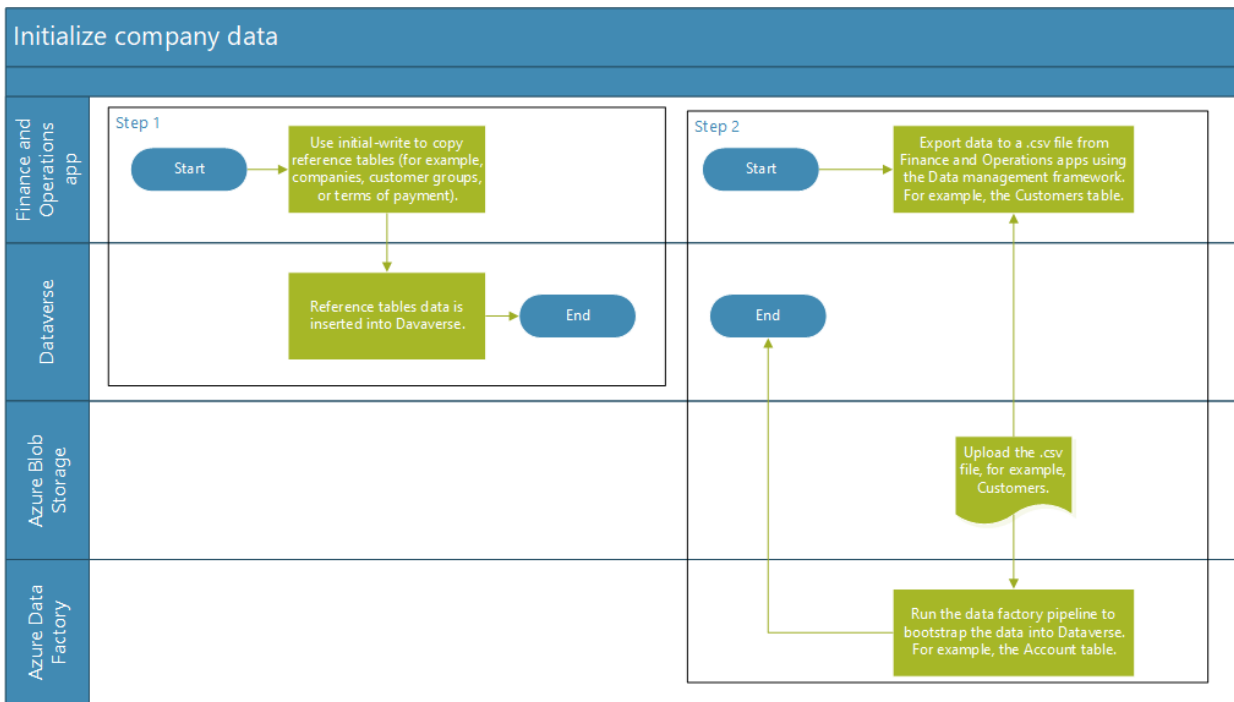 Initialize company data
Finance and
Operations
app
Step 1
Start
Use initial-write to copy
reference tables (for example,
companies, customer groups,
or terms of payment).
Step 2
Start
Export data to a .csv file from
Finance and Operations apps using
the Data management framework.
For example, the Customers table.
Dataverse
Reference tables data is
inserted into Davaverse.
End
End
Azure Blob
Storage
Upload the .csv
file, for example,
Customers.
Azure Data
Factory
Run the data factory pipeline to
bootstrap the data into Dataverse.
For example, the Account table.